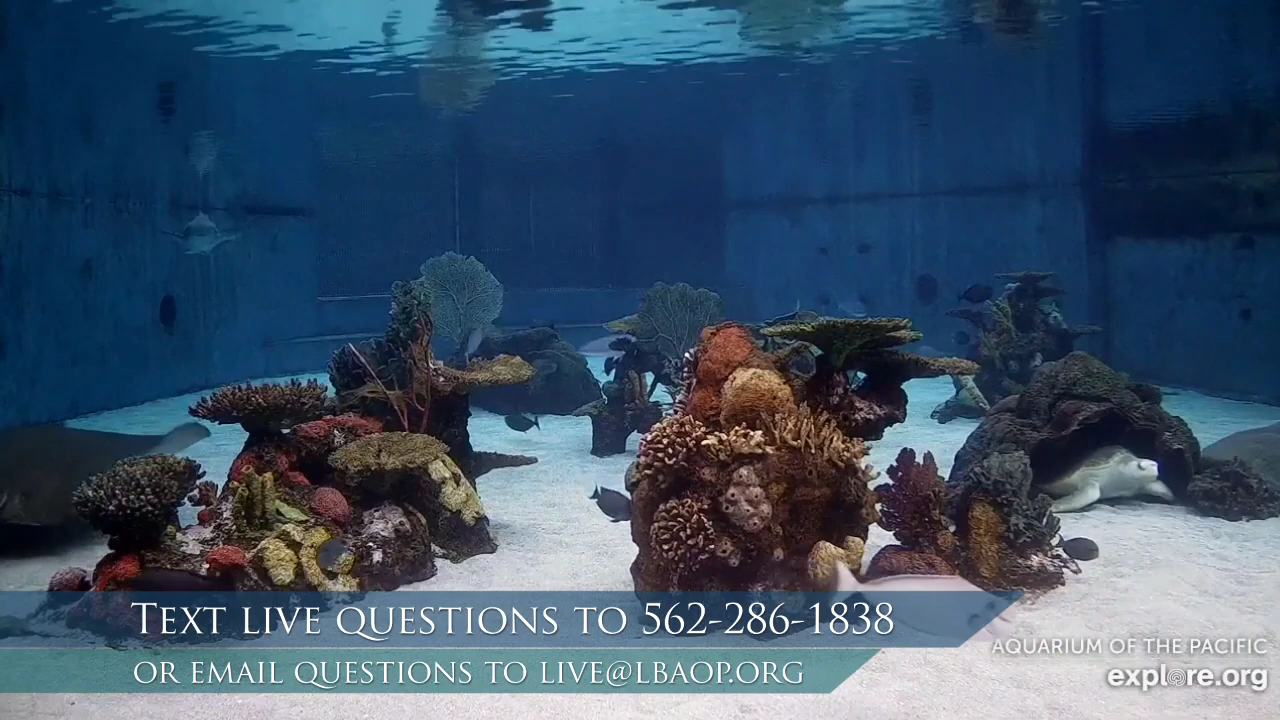 TEXT LIVE QUESTIONS TO 562-286-1838
OR EMAIL QUESTIONS TO LIVE@LBAOP.ORG
AQUARIUM OF THE PACIFIC
explore.org